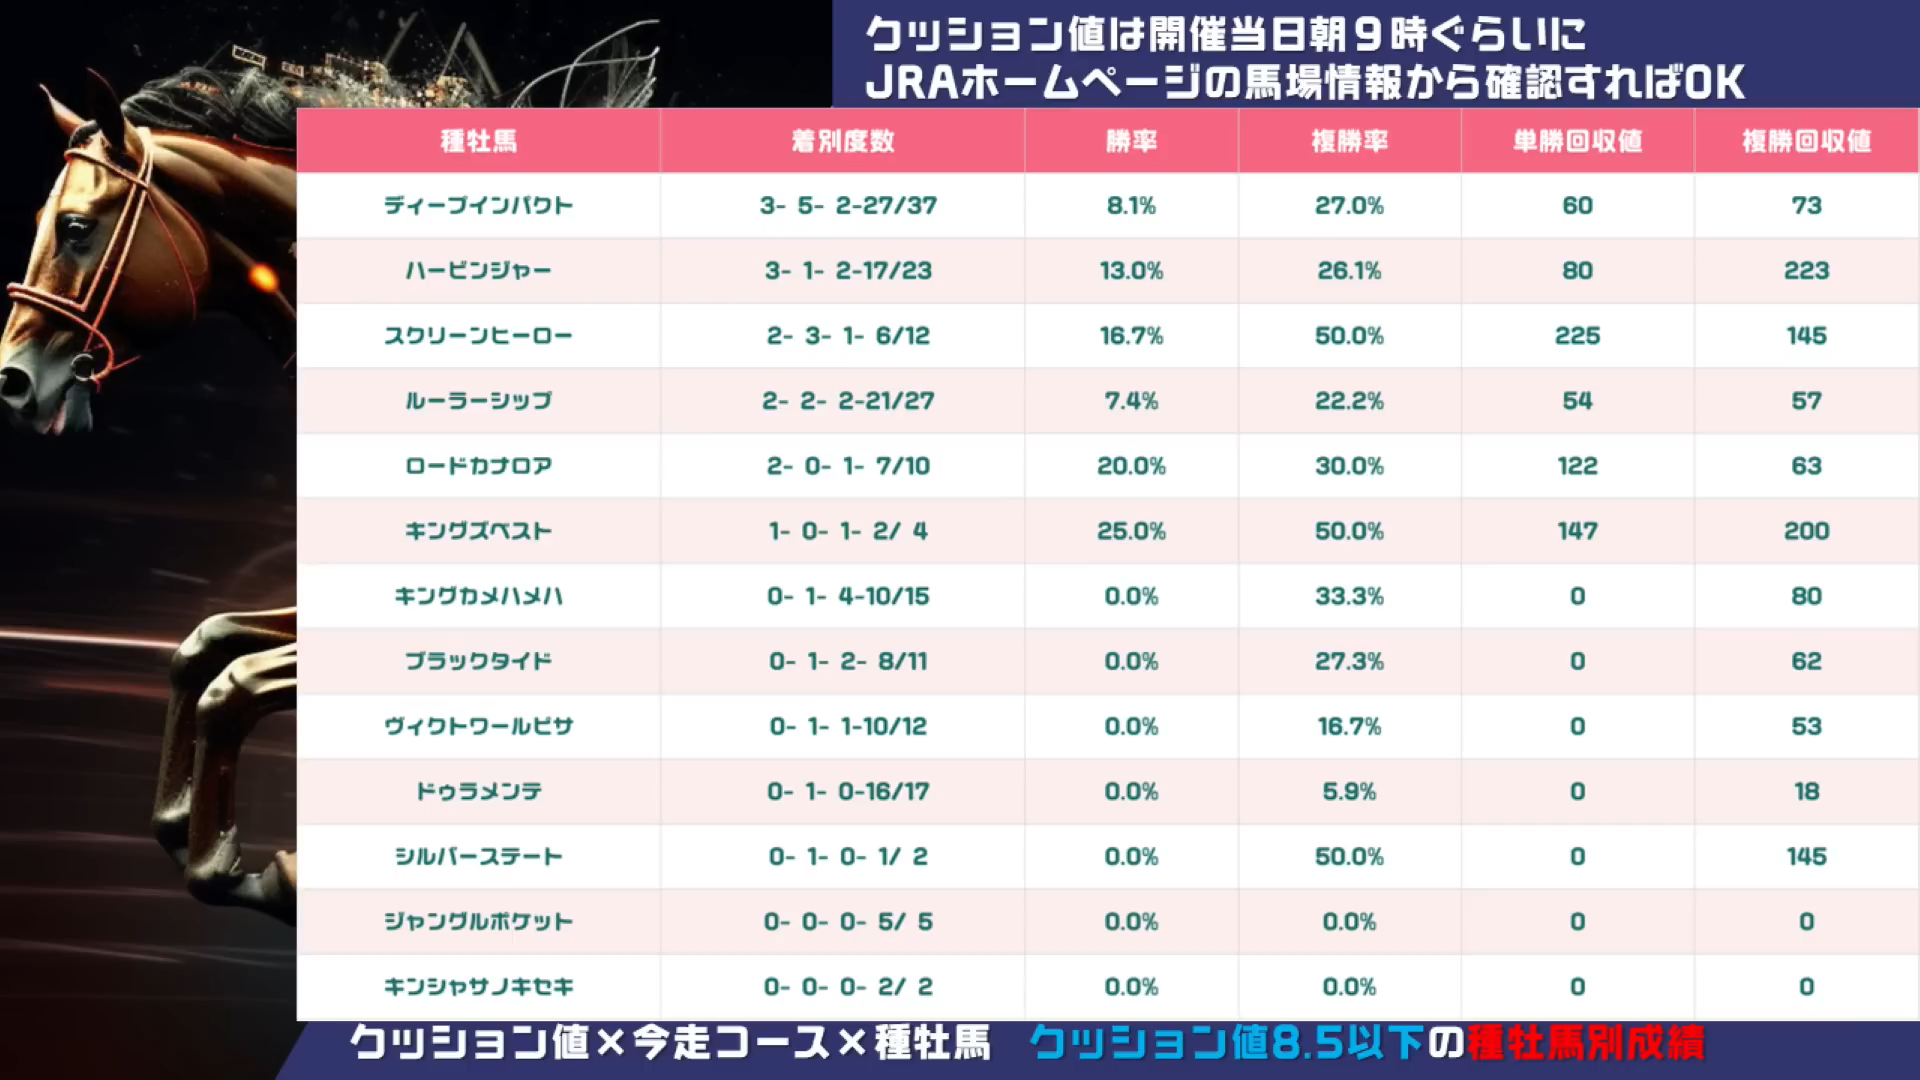 クッション値は開催当日朝９時ぐらいに
JRAホームページの馬場情報から確認すればOK
種牡馬 着別度数 勝率 複勝率 単勝回収値 複勝回収値
ディープインパクト 3- 5- 2-27/37 8.1% 27.0% 60 73
ハービンジャー 3- 1- 2-17/23 13.0% 26.1% 80 223
スクリーンヒーロー 2- 3- 1- 6/12 16.7% 50.0% 225 145
ルーラーシップ 2- 2- 2-21/27 7.4% 22.2% 54 57
ロードカナロア 2- 0- 1- 7/10 20.0% 30.0% 122 63
キングズベスト 1- 0- 1- 2/ 4 25.0% 50.0% 147 200
キングカメハメハ 0- 1- 4-10/15 0.0% 33.3% 0 80
ブラックタイド 0- 1- 2- 8/11 0.0% 27.3% 0 62
ヴィクトワールピサ 0- 1- 1-10/12 0.0% 16.7% 0 53
ドゥラメンテ 0- 1- 0-16/17 0.0% 5.9% 0 18
シルバーステート 0- 1- 0- 1/ 2 0.0% 50.0% 0 145
ジャングルポケット 0- 0- 0- 5/ 5 0.0% 0.0% 0 0
キンシャサノキセキ 0- 0- 0- 2/ 2 0.0% 0.0% 0 0
クッション値×今走コース×種牡馬 クッション値8.5以下の種牡馬別成績